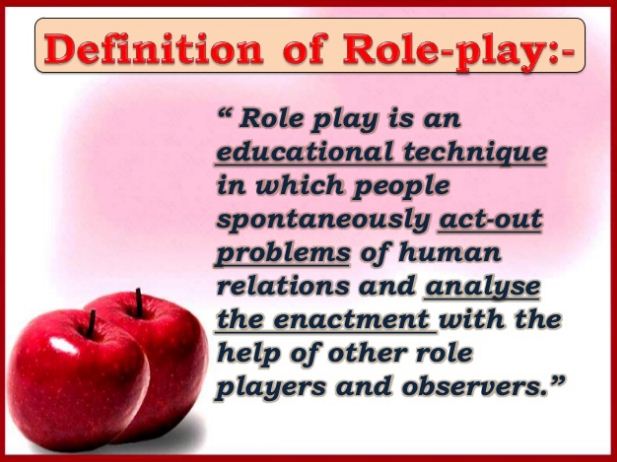 Definition of Role-play:-
“ Role play is an
educational technique
in which people
spontaneously act-out
problems of human
relations and analyse
the enactment with the
help of other role
players and observers.”